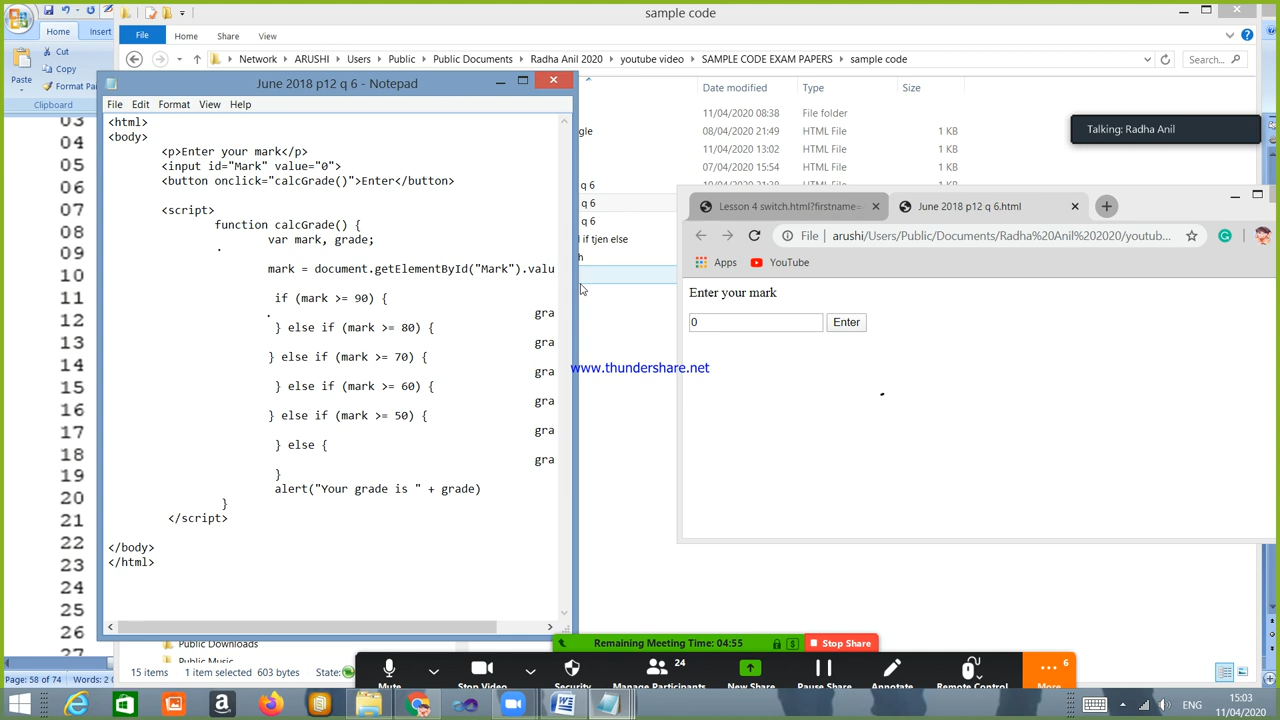 sample code
Home
Insert
File
Home
Share
View
Cut
Copy
Format Pa
Paste
Clipboard
Network
ARUSHI
Users
Public
Public Documents
Radha Anil 2020
youtube video
SAMPLE CODE EXAM PAPERS
sample code
Search...
June 2018 p12 q 6 - Notepad
File
Edit
Format
View
Help
Date modified
Type
Size
11/04/2020 08:38
File folder
gle
08/04/2020 21:49
HTML File
1 KB
11/04/2020 13:02
HTML File
1 KB
07/04/2020 15:54
HTML File
1 KB
q 6
HTML File
1 KB
q 6
q 6
l if tjen else
h
Talking: Radha Anil
03
04
05
06
07
08
09
10
11
12
13
14
15
16
17
18
19
20
21
22
23
24
25
26
27
<html>
<body>
<p>Enter your mark</p>
<input id="Mark" value="0">
<button onclick="calcGrade()">Enter</button>
<script>
function calcGrade() {
var mark, grade;
mark = document.getElementById("Mark").valu
if (mark >= 90) {
gra
} else if (mark >= 80) {
gra
} else if (mark >= 70) {
gra
} else if (mark >= 60) {
gra
} else if (mark >= 50) {
gra
} else {
gra
}
alert("Your grade is " + grade)
}
</script>
</body>
</html>
Lesson 4 switch.html?firstname=
June 2018 p12 q 6.html
File
arushi/Users/Public/Documents/Radha%20Anil%202020/youtub...
Apps
YouTube
Enter your mark
0
Enter
www.thundershare.net
Public Downloads
Public Music
15 items
1 item selected
603 bytes
State:
Page: 58 of 74
Words: 2
Remaining Meeting Time: 04:55
Stop Share
Mute
Stop Video
Security
24
Manage Participants
New Share
Pause Share
Annotate
Remote Control
6
More
ENG
15:03
11/04/2020